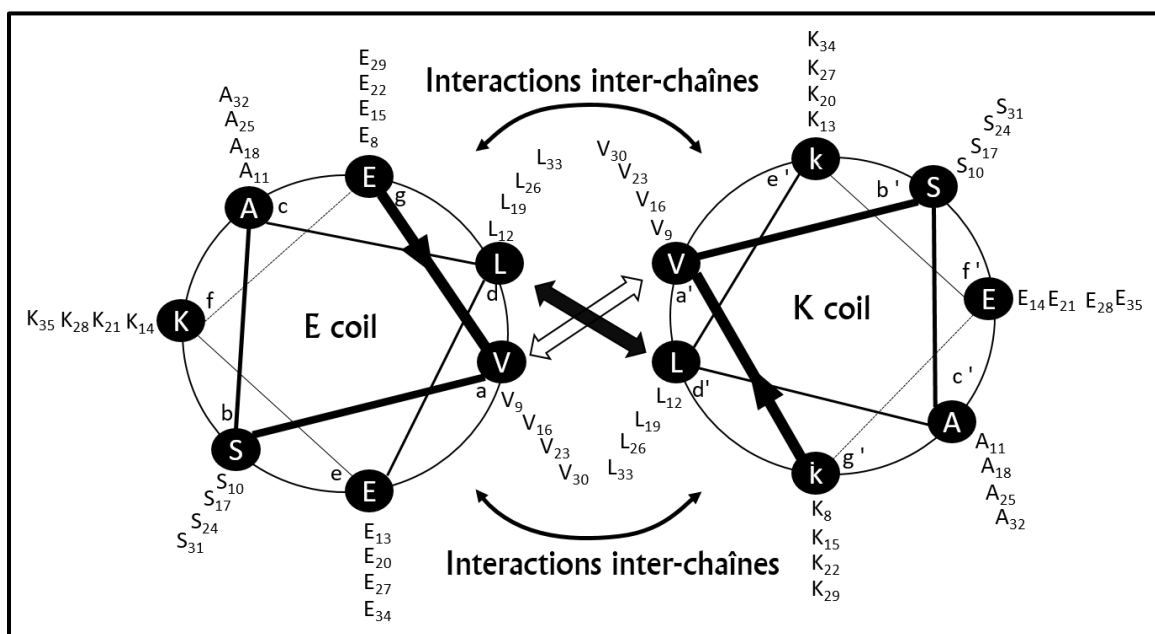 Interactions inter-chaînes
E₂₉
E₂₂
E₁₅
E₈
A₃₂
A₂₅
A₁₈
A₁₁
L₃₃
L₂₆
L₁₉
L₁₂
V₃₀
V₂₃
V₁₆
V₉
K₃₄
K₂₇
K₂₀
K₁₃
S₃₁
S₂₄
S₁₇
S₁₀
E
g
A
c
L
d
k
e '
S
b '
V
a'
K₃₅ K₂₈ K₂₁ K₁₄
K
f
E coil
K coil
f '
E
E₁₄ E₂₁ E₂₈ E₃₅
V
a
L
d'
c '
A
b
S
e
E
k
g '
V₉
V₁₆
V₂₃
V₃₀
L₁₂
L₁₉
L₂₆
L₃₃
S₁₀
S₁₇
S₂₄
S₃₁
E₁₃
E₂₀
E₂₇
E₃₄
K₈
K₁₅
K₂₂
K₂₉
A₁₁
A₁₈
A₂₅
A₃₂
Interactions inter-chaînes